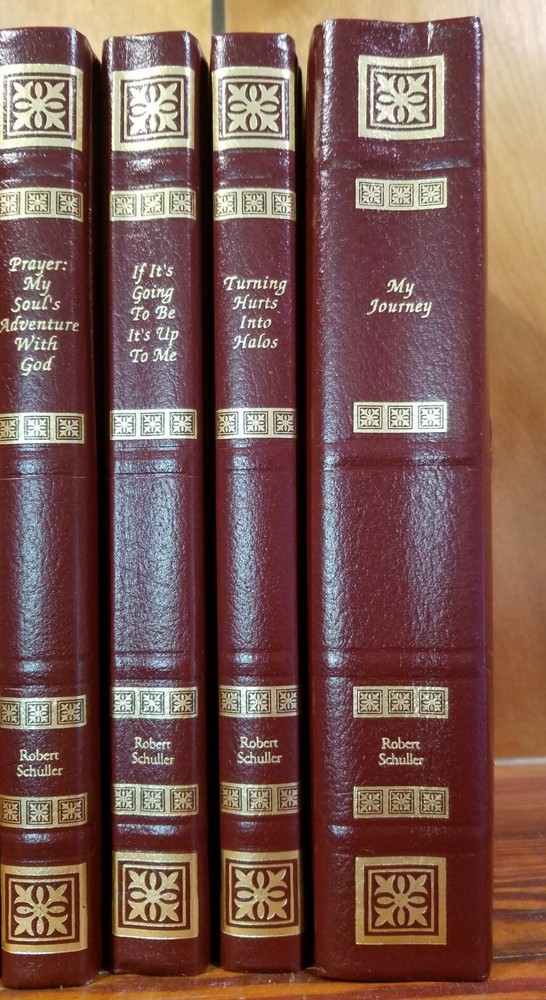 Prayer:
My
Soul's
Adventure
With
God
Robert
Schuller
If It's
Going
To Be
It's Up
To Me
Robert
Schuller
Turning
Hurts
Into
Halos
Robert
Schuller
My
Journey
Robert
Schuller